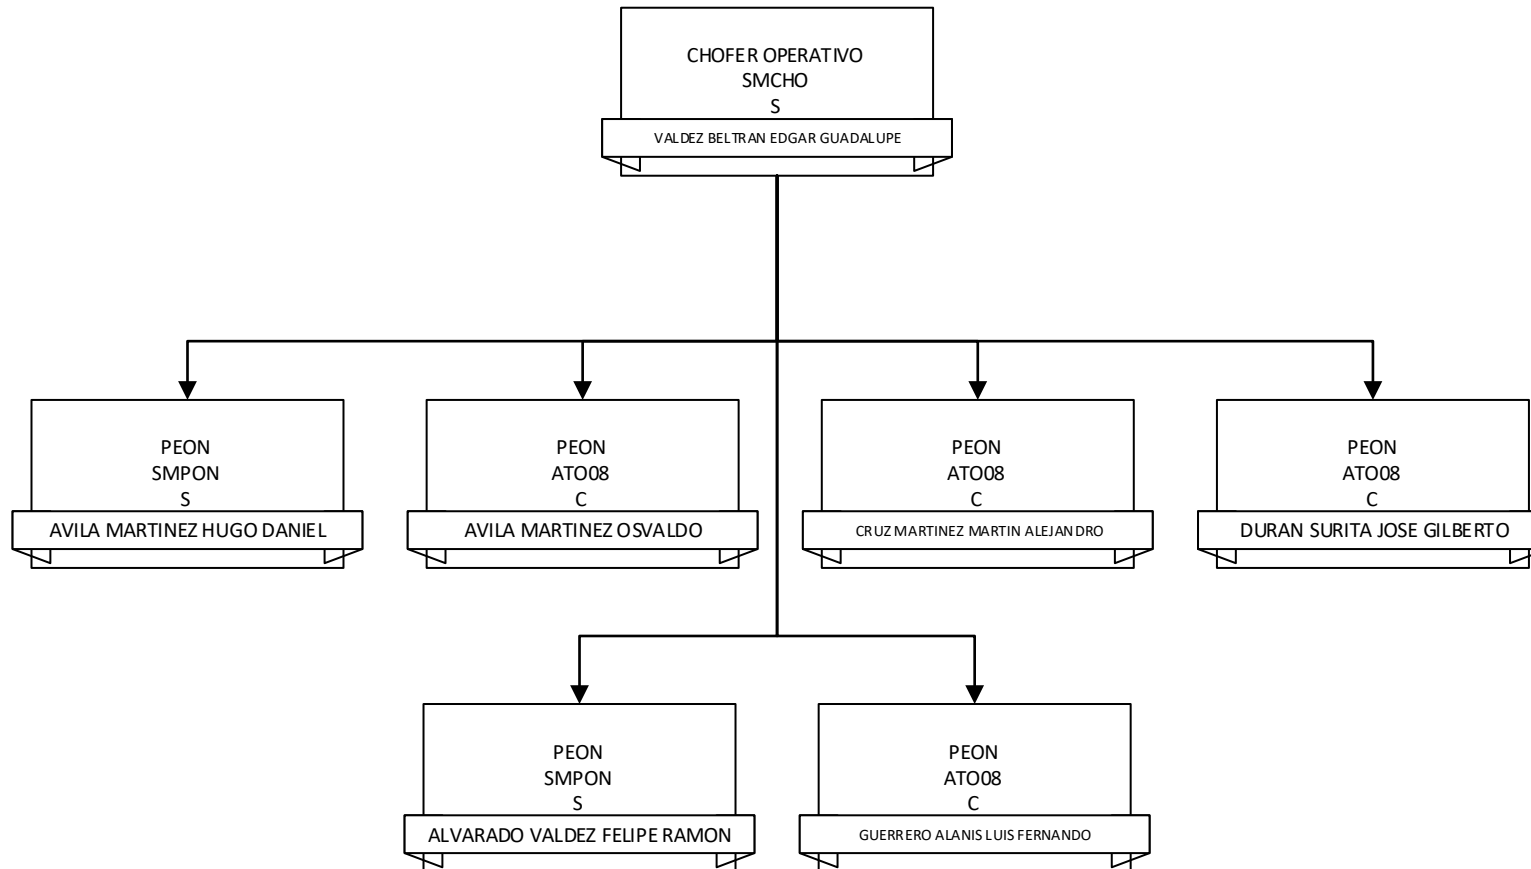 CHOFER OPERATIVO
SMCHO
S
VALDEZ BELTRAN EDGAR GUADALUPE
PEON
SMPON
S
AVILA MARTINEZ HUGO DANIEL
PEON
ATO08
C
AVILA MARTINEZ OSVALDO
PEON
ATO08
C
CRUZ MARTINEZ MARTIN ALEJANDRO
PEON
ATO08
C
DURAN SURITA JOSE GILBERTO
PEON
SMPON
S
ALVARADO VALDEZ FELIPE RAMON
PEON
ATO08
C
GUERRERO ALANIS LUIS FERNANDO